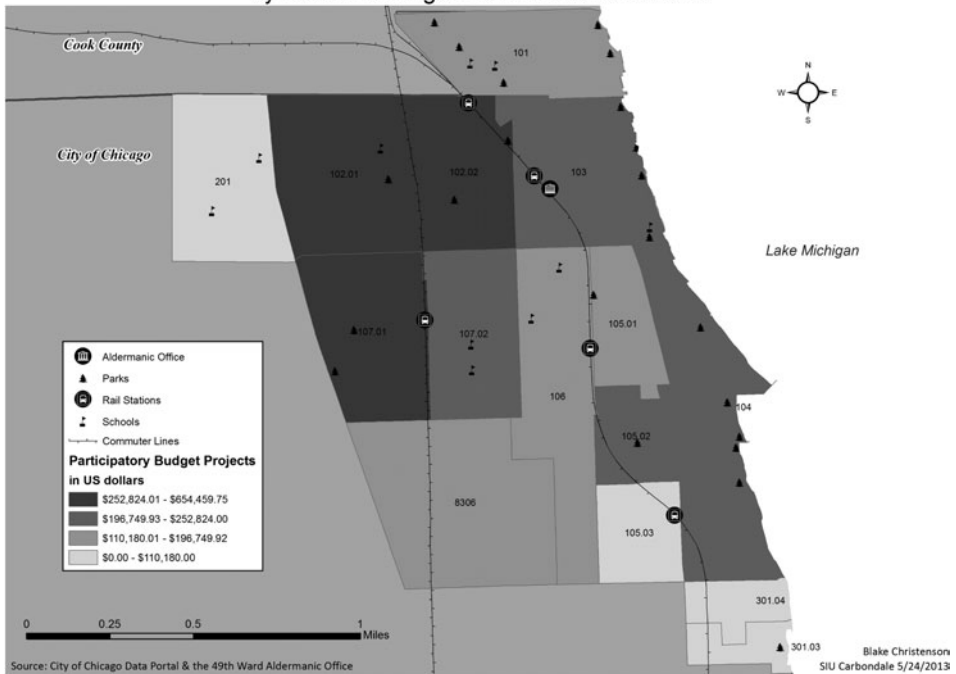 Cook County
101
N
W E
S
City of Chicago
201
102.01
102.02
103
Lake Michigan
107.01
107.02
105.01
106
104
105.02
8306
105.03
301.04
301.03
Aldermanic Office
Parks
Rail Stations
Schools
Commuter Lines
Participatory Budget Projects
in US dollars
$252,824.01 - $654,459.75
$196,749.93 - $252,824.00
$110,180.01 - $196,749.92
$0.00 - $110,180.00
0 0.25 0.5 1
Miles
Source: City of Chicago Data Portal & the 49th Ward Aldermanic Office
Blake Christenson
SIU Carbondale 5/24/2013